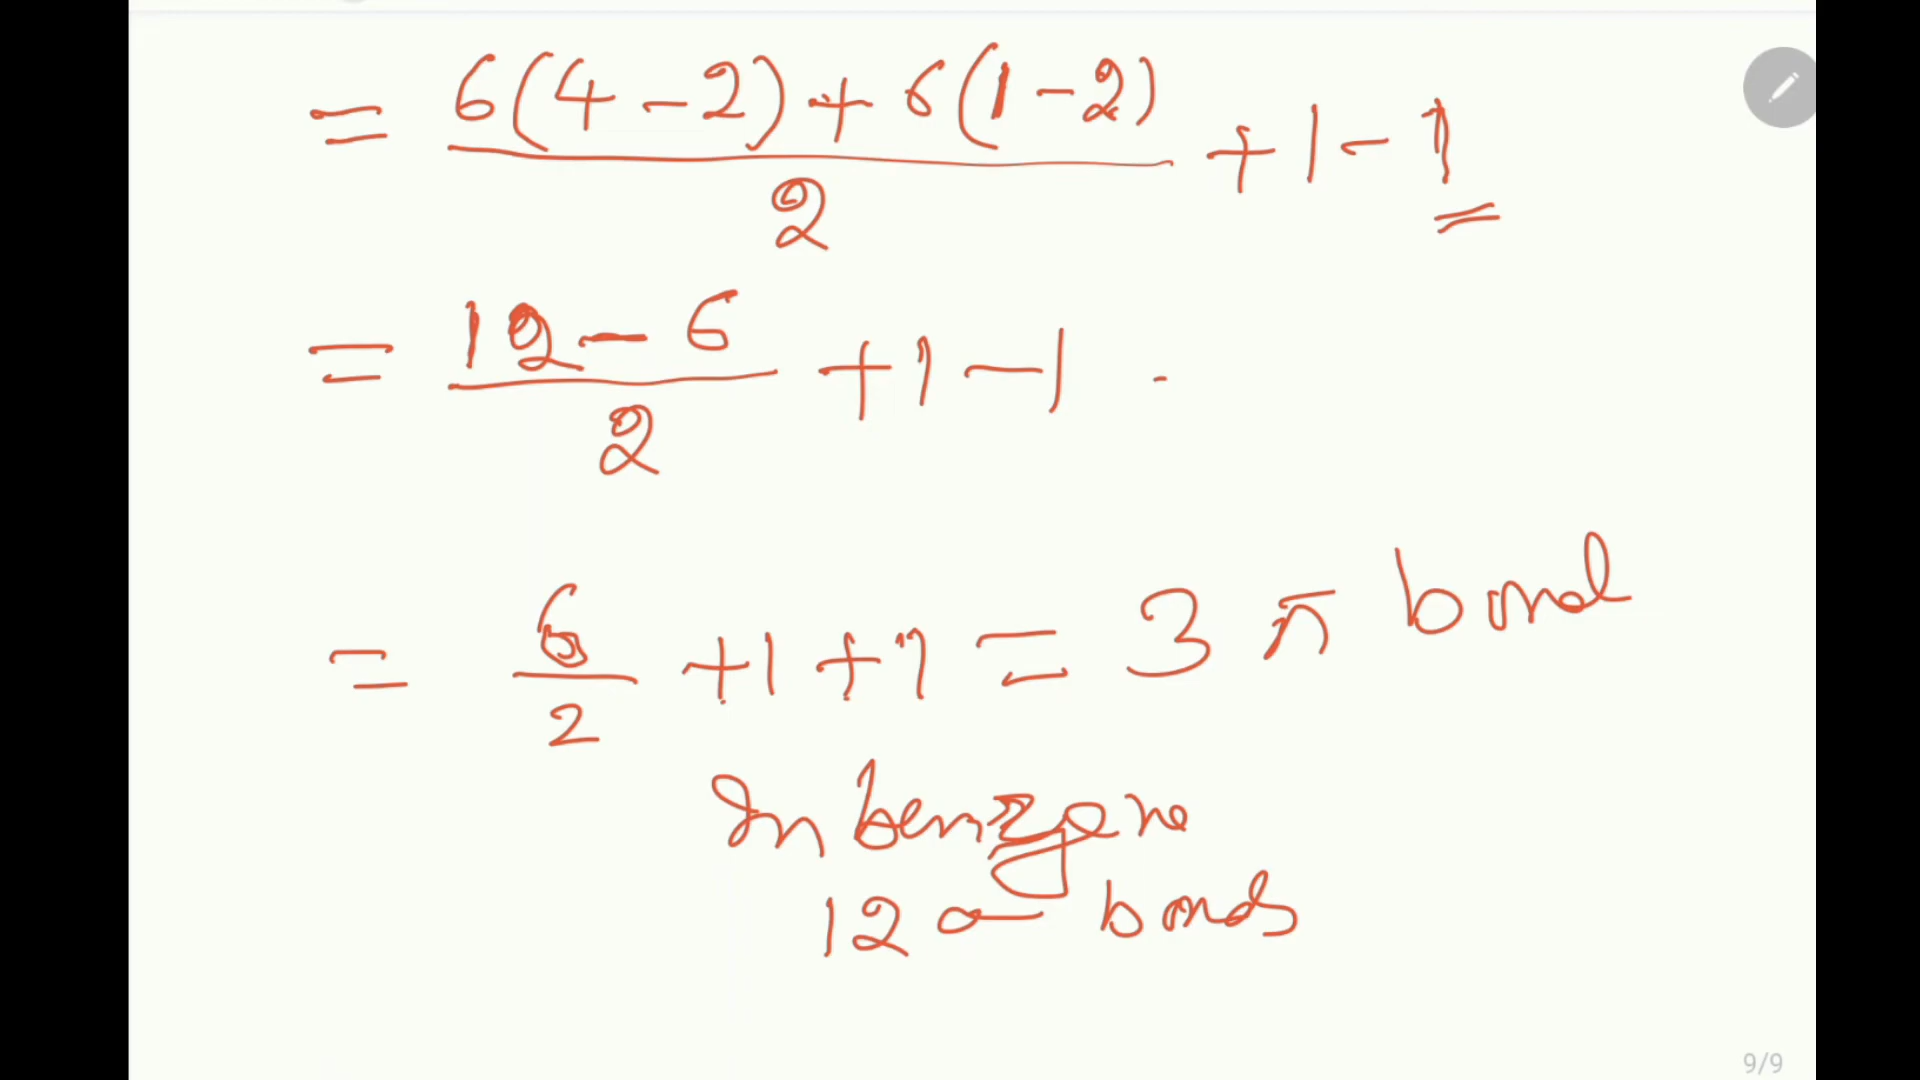 = 6(4-2)+6(1-2)/2 +1-1
= 12-6/2 +1-1
= 6/2 +1+1 = 3 π bond
In benzene
12 σ bonds
9/9